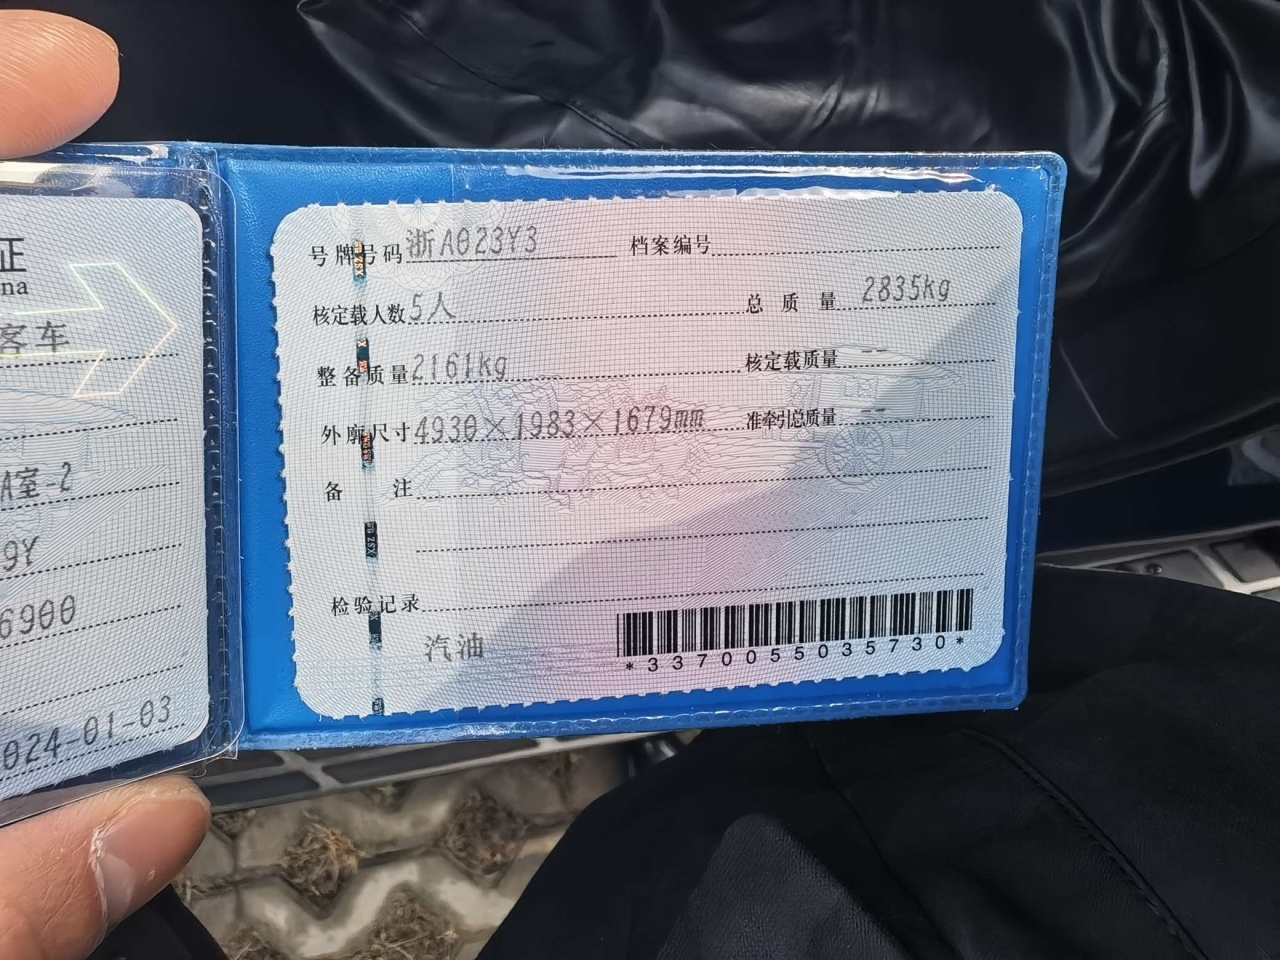 正
na
客车
A室-2
9Y
6900
024-01-03
号牌号码 浙A023Y3 档案编号
核定载人数 5人 总质量 2835kg
整备质量 2161kg 核定载质量 --
外廓尺寸 4930×1983×1679mm 准牵引总质量 --
备注
检验记录
汽油
*3370055035730*